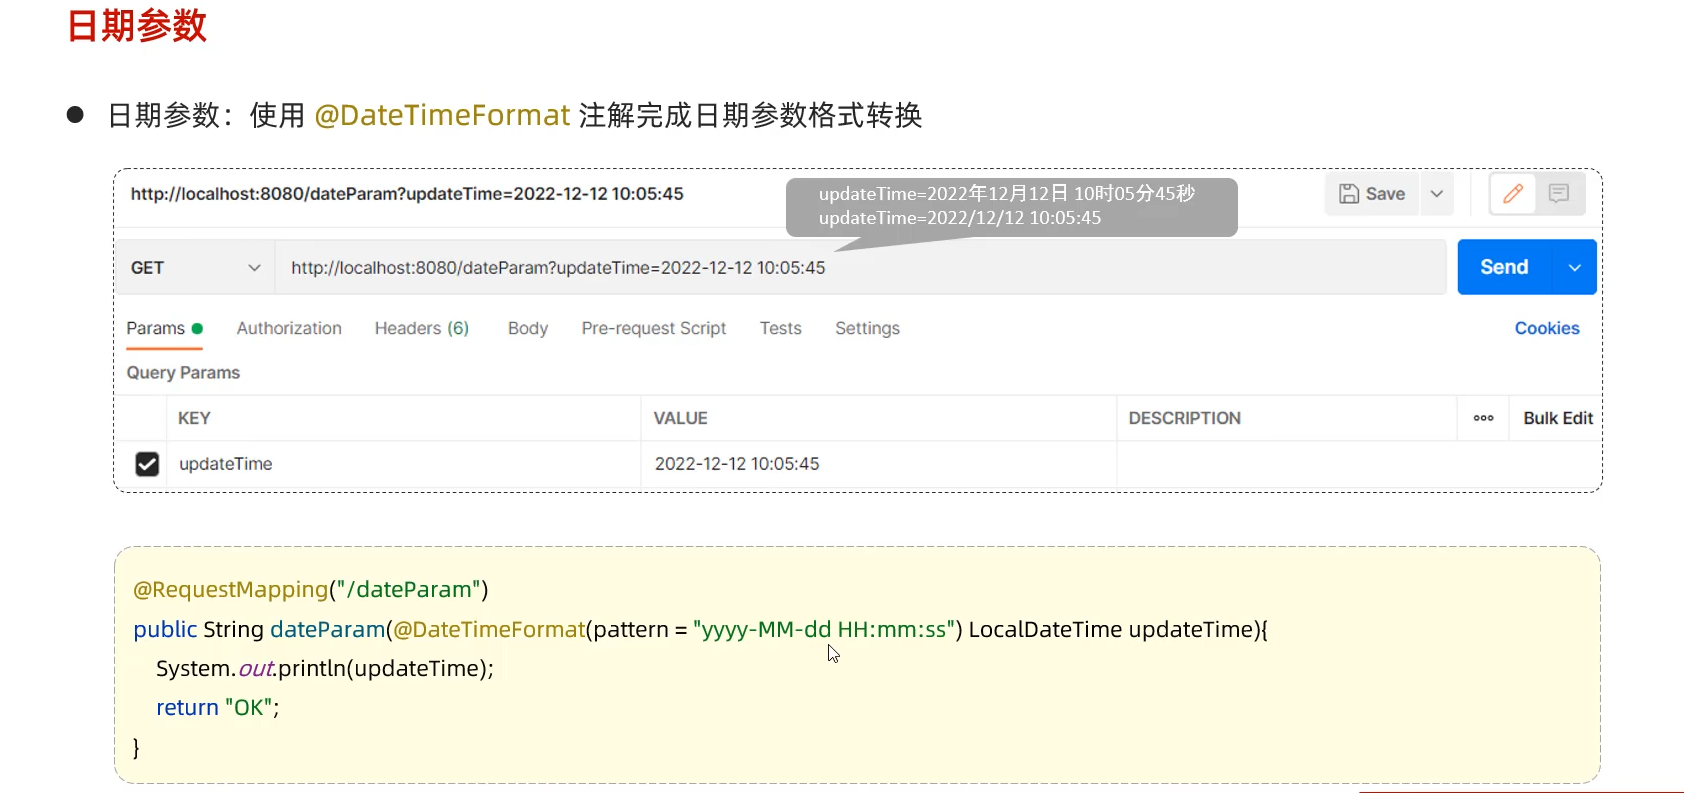 日期参数
● 日期参数：使用 @DateTimeFormat 注解完成日期参数格式转换
http://localhost:8080/dateParam?updateTime=2022-12-12 10:05:45
updateTime=2022年12月12日 10时05分45秒
updateTime=2022/12/12 10:05:45
Save
GET http://localhost:8080/dateParam?updateTime=2022-12-12 10:05:45 Send
Params Authorization Headers (6) Body Pre-request Script Tests Settings Cookies
Query Params
KEY VALUE DESCRIPTION Bulk Edit
updateTime 2022-12-12 10:05:45
@RequestMapping("/dateParam")
public String dateParam(@DateTimeFormat(pattern = "yyyy-MM-dd HH:mm:ss") LocalDateTime updateTime){
System.out.println(updateTime);
return "OK";
}